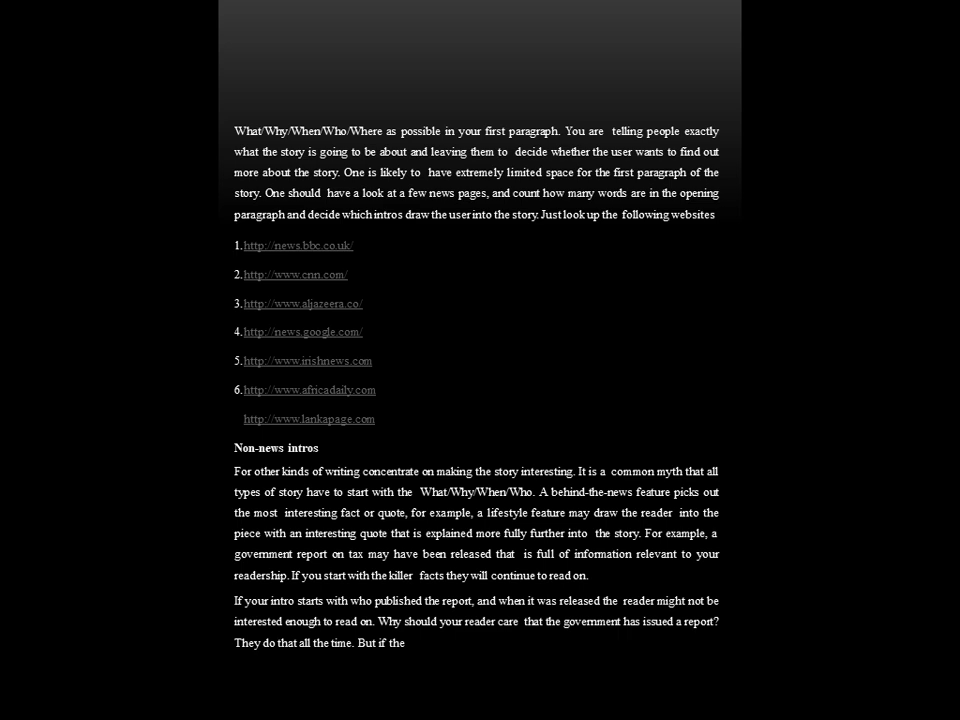 What/Why/When/Who/Where as possible in your first paragraph. You are telling people exactly
what the story is going to be about and leaving them to decide whether the user wants to find out
more about the story. One is likely to have extremely limited space for the first paragraph of the
story. One should have a look at a few news pages, and count how many words are in the opening
paragraph and decide which intros draw the user into the story. Just look up the following websites
1.http://news.bbc.co.uk/
2.http://www.cnn.com/
3.http://www.aljazeera.co/
4.http://news.google.com/
5.http://www.irishnews.com
6.http://www.africadaily.com
http://www.lankapage.com
Non-news intros
For other kinds of writing concentrate on making the story interesting. It is a common myth that all
types of story have to start with the What/Why/When/Who. A behind-the-news feature picks out
the most interesting fact or quote, for example, a lifestyle feature may draw the reader into the
piece with an interesting quote that is explained more fully further into the story. For example, a
government report on tax may have been released that is full of information relevant to your
readership. If you start with the killer facts they will continue to read on.
If your intro starts with who published the report, and when it was released the reader might not be
interested enough to read on. Why should your reader care that the government has issued a report?
They do that all the time. But if the